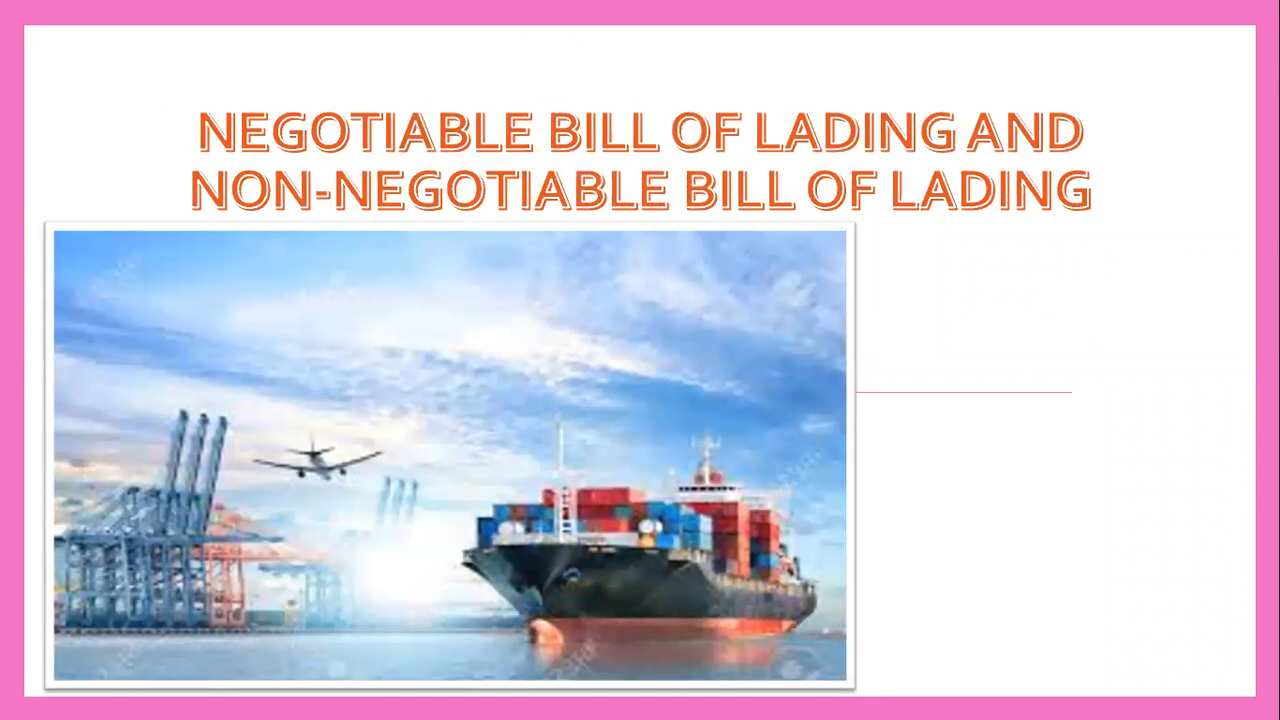 NEGOTIABLE BILL OF LADING AND
NON-NEGOTIABLE BILL OF LADING